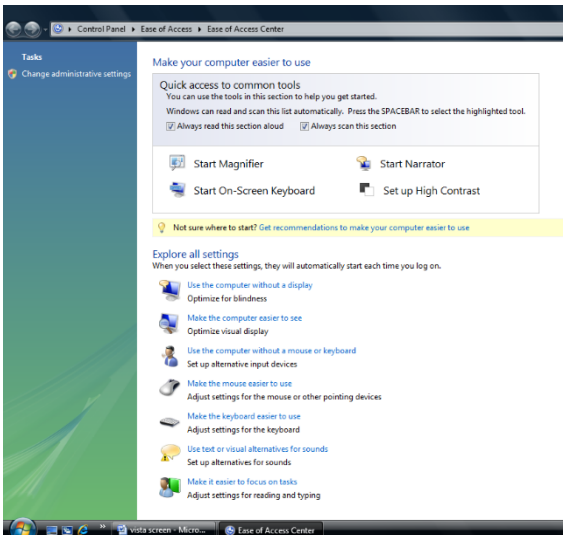 Control Panel ▸ Ease of Access ▸ Ease of Access Center
Tasks
Change administrative settings
Make your computer easier to use
Quick access to common tools
You can use the tools in this section to help you get started.
Windows can read and scan this list automatically. Press the SPACEBAR to select the highlighted tool.
Always read this section aloud Always scan this section
Start Magnifier Start Narrator
Start On-Screen Keyboard Set up High Contrast
Not sure where to start? Get recommendations to make your computer easier to use
Explore all settings
When you select these settings, they will automatically start each time you log on.
Use the computer without a display
Optimize for blindness
Make the computer easier to see
Optimize visual display
Use the computer without a mouse or keyboard
Set up alternative input devices
Make the mouse easier to use
Adjust settings for the mouse or other pointing devices
Make the keyboard easier to use
Adjust settings for the keyboard
Use text or visual alternatives for sounds
Set up alternatives for sounds
Make it easier to focus on tasks
Adjust settings for reading and typing
vista screen - Micro... Ease of Access Center